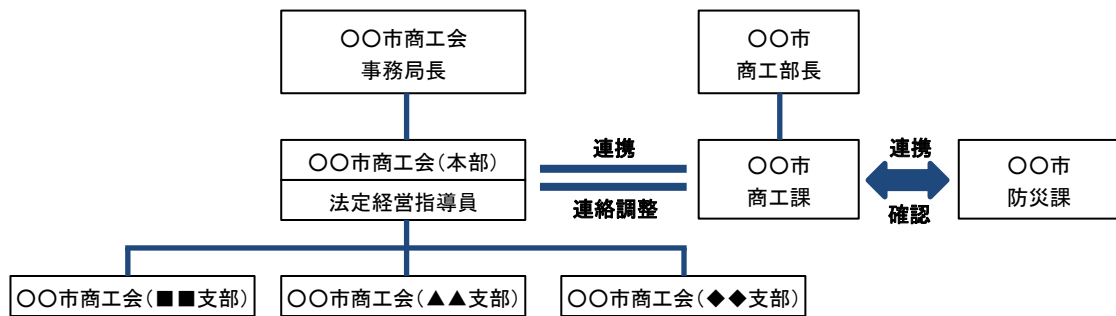 〇〇市商工会
事務局長
〇〇市
商工部長
〇〇市商工会(本部)
法定経営指導員
連携
連絡調整
〇〇市
商工課
連携
確認
〇〇市
防災課
〇〇市商工会(■■支部)
〇〇市商工会(▲▲支部)
〇〇市商工会(◆◆支部)